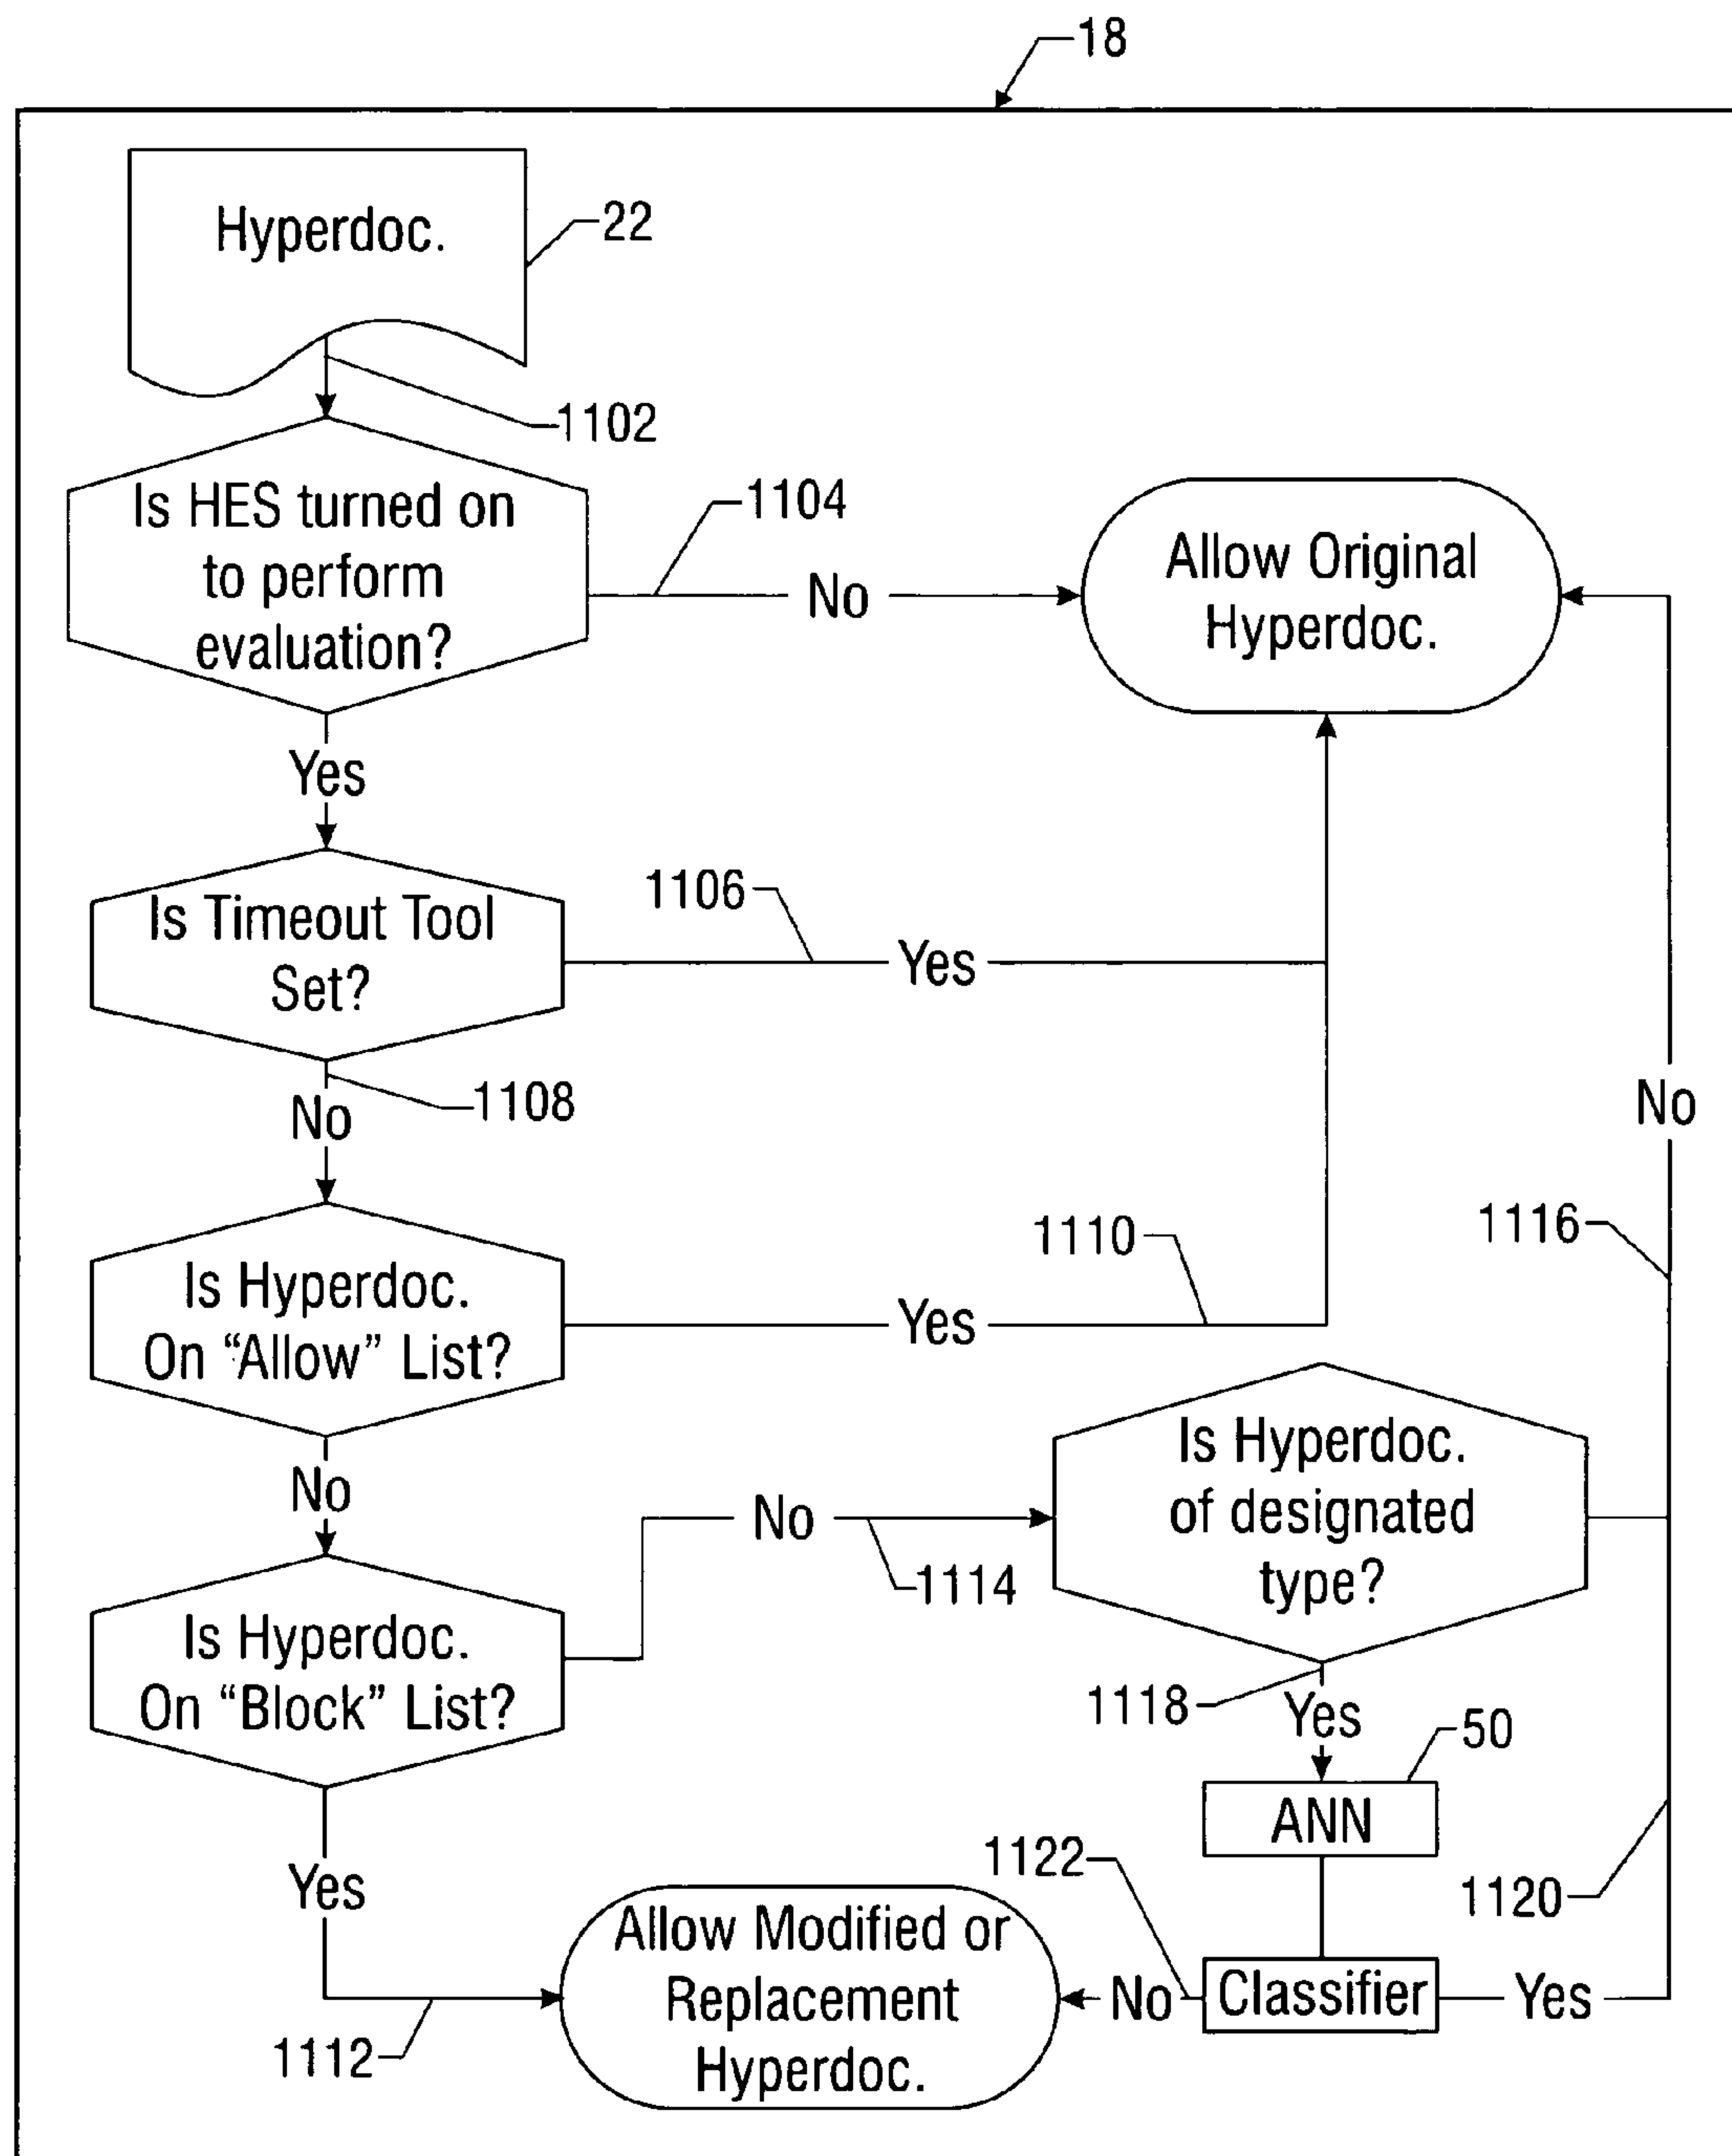 18
Hyperdoc.
22
1102
Is HES turned on
to perform
evaluation?
1104
No
Allow Original
Hyperdoc.
Yes
Is Timeout Tool
Set?
1106
Yes
1108
No
No
Is Hyperdoc.
On “Allow” List?
1110
Yes
1116
No
Is Hyperdoc.
of designated
type?
No
1114
Is Hyperdoc.
On “Block” List?
1118
Yes
50
ANN
Yes
1122
1120
Allow Modified or
Replacement
Hyperdoc.
No
Classifier
Yes
1112